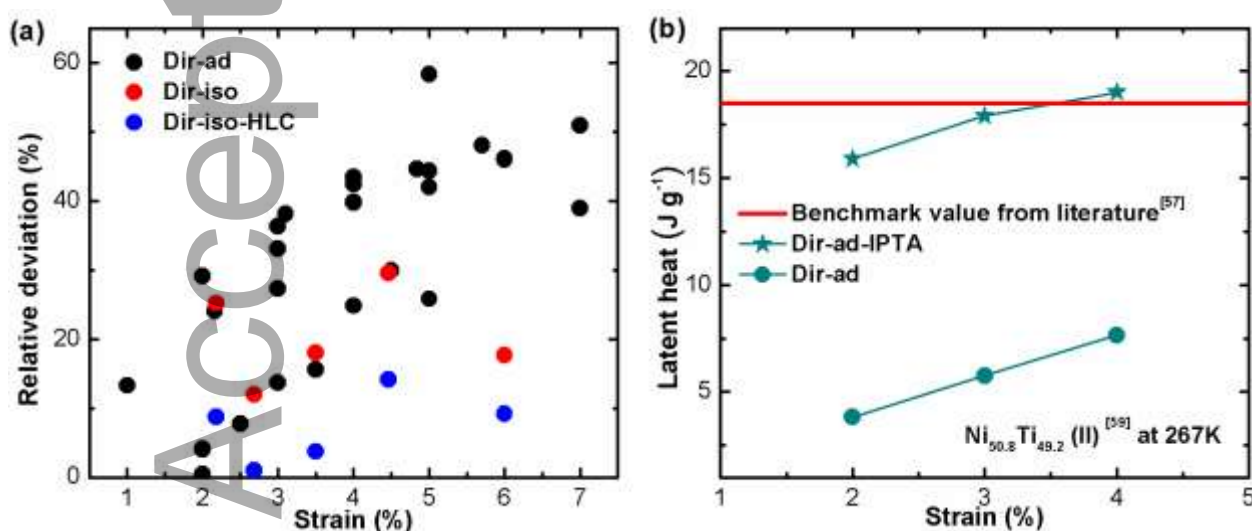 (a)
Dir-ad
Dir-iso
Dir-iso-HLC
Relative deviation (%)
60
40
20
0
1 2 3 4 5 6 7
Strain (%)
Accept
(b)
Latent heat (J g⁻¹)
20
15
10
5
Benchmark value from literature[57]
Dir-ad-IPTA
Dir-ad
Ni50.8Ti49.2 (II) [59] at 267K
1 2 3 4 5
Strain (%)